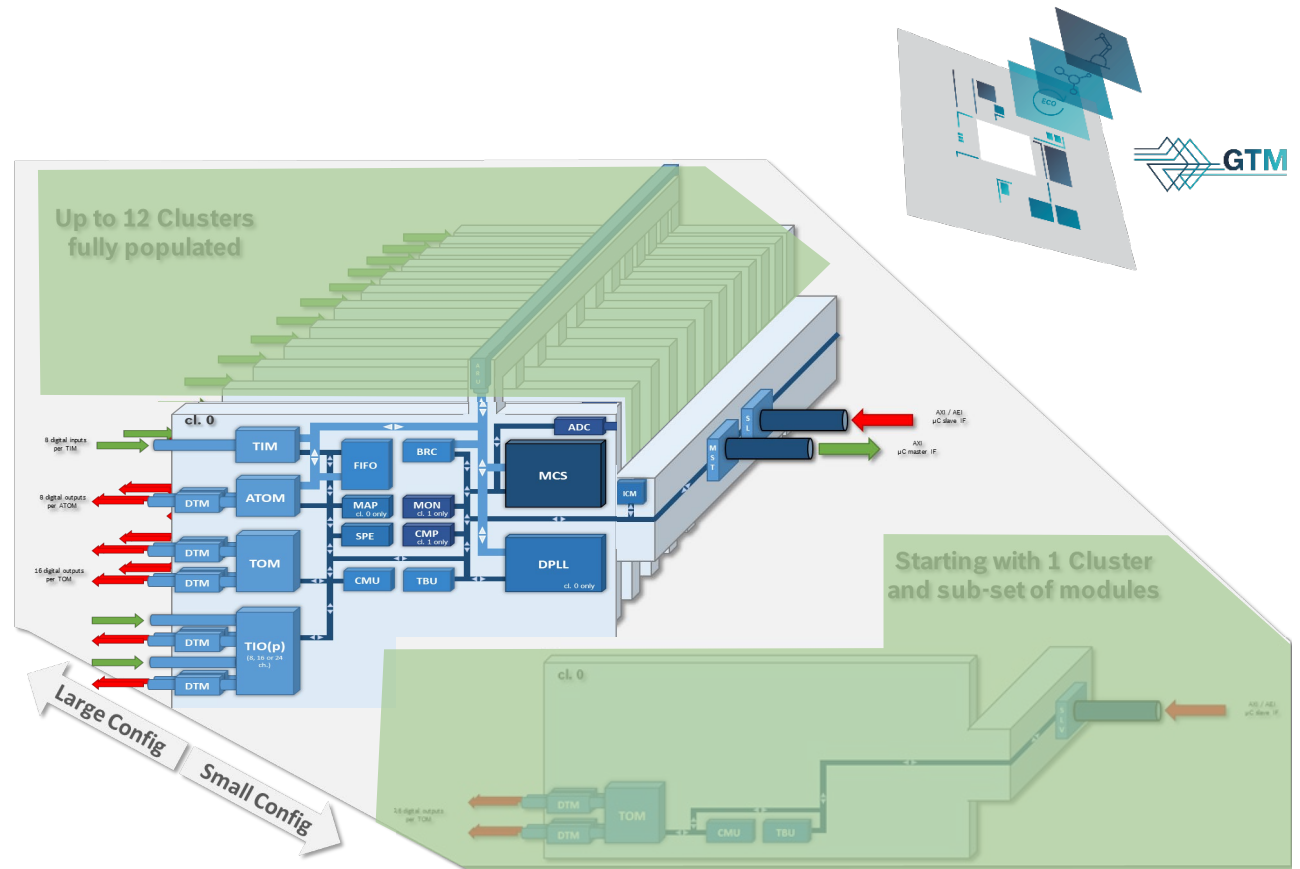 ECO
GTM
Up to 12 Clusters
fully populated
ARU
cl. 0
8 digital inputs
per TIM
TIM
FIFO
BRC
ADC
MCS
SL
MST
AXI / AEI
µC slave IF.
AXI
µC master IF.
ICM
8 digital outputs
per ATOM
DTM
ATOM
MAP
cl. 0 only
MON
cl. 1 only
SPE
CMP
cl. 1 only
DTM
TOM
16 digital outputs
per TOM
DTM
CMU
TBU
DPLL
cl. 0 only
DTM
TIO(p)
(8, 16 or 24
ch.)
DTM
Large Config
Small Config
Starting with 1 Cluster
and sub-set of modules
cl. 0
SLV
AXI / AEI
µC slave IF.
digital outputs
per TOM
DTM
TOM
DTM
CMU
TBU